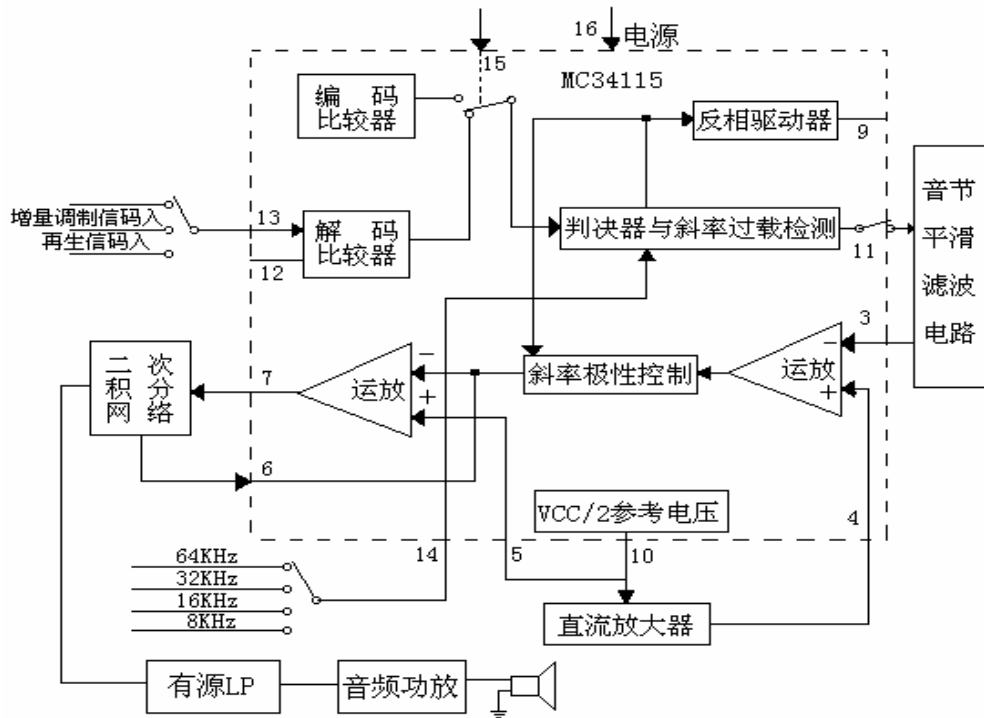 16
电源
15
MC34115
编 码
比较器
反相驱动器
9
增量调制信码入
再生信码入
13
12
解 码
比较器
判决器与斜率过载检测
11
音节
平滑
滤波
电路
3
二次
积分
网络
7
运放
−
+
斜率极性控制
运放
−
+
6
VCC/2参考电压
4
14
5
10
64KHz
32KHz
16KHz
8KHz
直流放大器
有源LP
音频功放